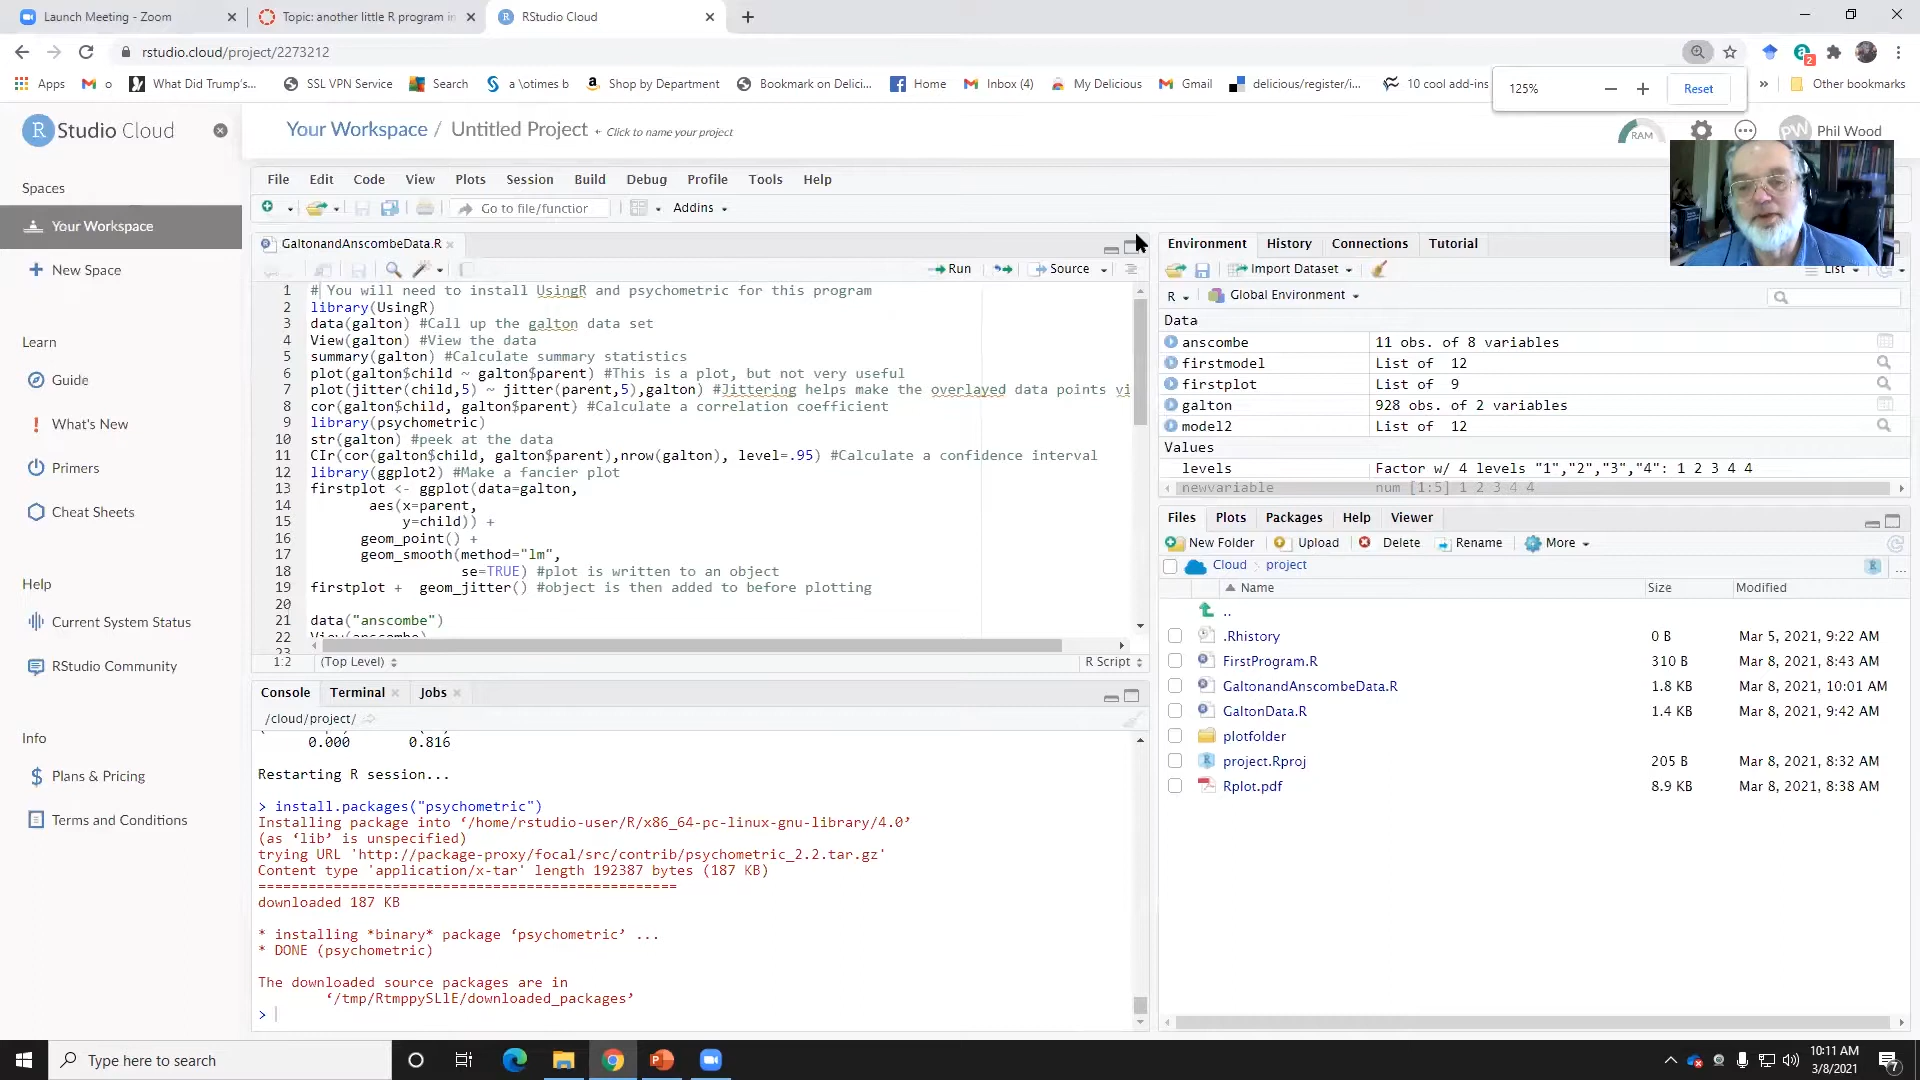 Launch Meeting - Zoom
Topic: another little R program in
RStudio Cloud
rstudio.cloud/project/2273212
Apps
o
What Did Trump's...
SSL VPN Service
Search
a \otimes b
Shop by Department
Bookmark on Delici...
Home
Inbox (4)
My Delicious
Gmail
delicious/register/i...
10 cool add-ins
125%
Reset
»
Other bookmarks
R Studio Cloud
Your Workspace / Untitled Project ← Click to name your project
RAM
PW
Phil Wood
Spaces
Your Workspace
New Space
Learn
Guide
What's New
Primers
Cheat Sheets
Help
Current System Status
RStudio Community
Info
Plans & Pricing
Terms and Conditions
File Edit Code View Plots Session Build Debug Profile Tools Help
Go to file/functior
Addins
GaltonandAnscombeData.R
Run
Source
1 # You will need to install UsingR and psychometric for this program
2 library(UsingR)
3 data(galton) #Call up the galton data set
4 View(galton) #View the data
5 summary(galton) #Calculate summary statistics
6 plot(galton$child ~ galton$parent) #This is a plot, but not very useful
7 plot(jitter(child,5) ~ jitter(parent,5),galton) #Jittering helps make the overlayed data points vi
8 cor(galton$child, galton$parent) #Calculate a correlation coefficient
9 library(psychometric)
10 str(galton) #peek at the data
11 CIr(cor(galton$child, galton$parent),nrow(galton), level=.95) #Calculate a confidence interval
12 library(ggplot2) #Make a fancier plot
13 firstplot <- ggplot(data=galton,
14 aes(x=parent,
15 y=child)) +
16 geom_point() +
17 geom_smooth(method="lm",
18 se=TRUE) #plot is written to an object
19 firstplot + geom_jitter() #object is then added to before plotting
20
21 data("anscombe")
22 View(anscombe)
23
1:2 (Top Level)
R Script
Console Terminal Jobs
/cloud/project/
0.000 0.816
Restarting R session...
> install.packages("psychometric")
Installing package into ‘/home/rstudio-user/R/x86_64-pc-linux-gnu-library/4.0’
(as ‘lib’ is unspecified)
trying URL 'http://package-proxy/focal/src/contrib/psychometric_2.2.tar.gz'
Content type 'application/x-tar' length 192387 bytes (187 KB)
==================================================
downloaded 187 KB
* installing *binary* package ‘psychometric’ ...
* DONE (psychometric)
The downloaded source packages are in
‘/tmp/RtmppySLlE/downloaded_packages’
>
Environment History Connections Tutorial
Import Dataset
List
R
Global Environment
Data
anscombe 11 obs. of 8 variables
firstmodel List of 12
firstplot List of 9
galton 928 obs. of 2 variables
model2 List of 12
Values
levels Factor w/ 4 levels "1","2","3","4": 1 2 3 4 4
newvariable num [1:5] 1 2 3 4 4
Files Plots Packages Help Viewer
New Folder Upload Delete Rename More
Cloud project
R
...
Name Size Modified
..
.Rhistory 0 B Mar 5, 2021, 9:22 AM
FirstProgram.R 310 B Mar 8, 2021, 8:43 AM
GaltonandAnscombeData.R 1.8 KB Mar 8, 2021, 10:01 AM
GaltonData.R 1.4 KB Mar 8, 2021, 9:42 AM
plotfolder
project.Rproj 205 B Mar 8, 2021, 8:32 AM
Rplot.pdf 8.9 KB Mar 8, 2021, 8:38 AM
Type here to search
10:11 AM
3/8/2021
7